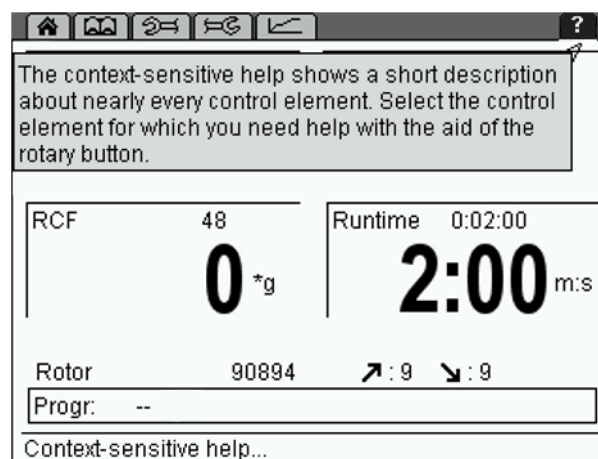 ?
The context-sensitive help shows a short description
about nearly every control element. Select the control
element for which you need help with the aid of the
rotary button.
RCF 48
0 *g
Runtime 0:02:00
2:00 m:s
Rotor 90894 ↗ : 9 ↘ : 9
Progr: --
Context-sensitive help...